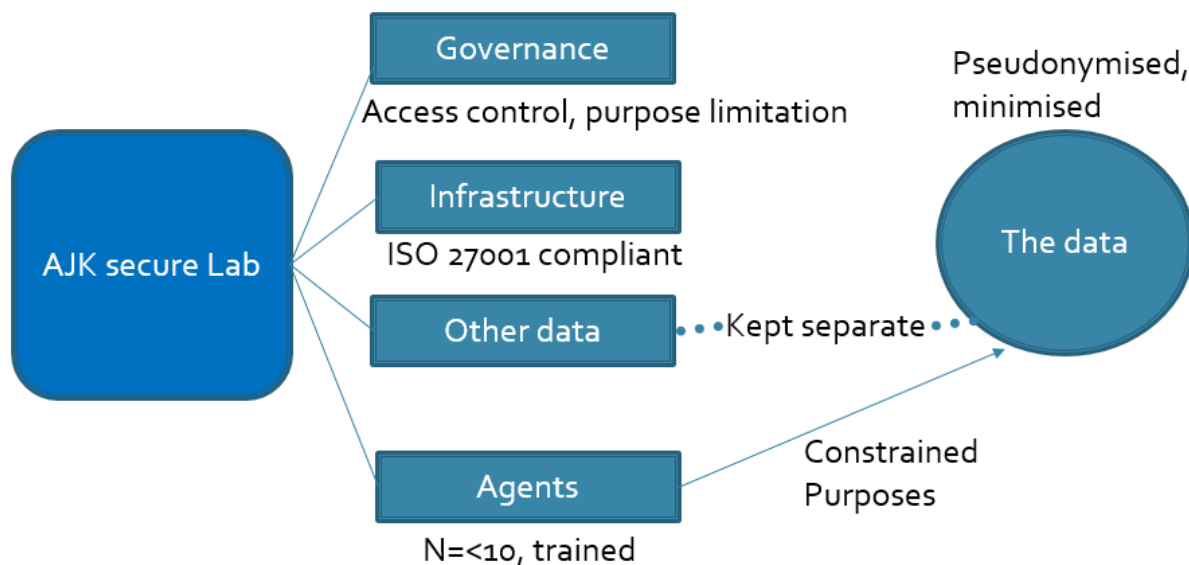 Governance
Pseudonymised,
minimised
Access control, purpose limitation
Infrastructure
AJK secure Lab
The data
ISO 27001 compliant
Other data
Kept separate
Constrained
Purposes
Agents
N=<10, trained